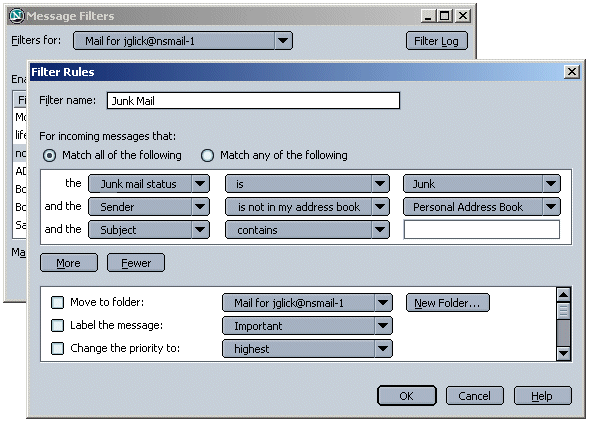 Message Filters
Filters for: Mail for jglick@nsmail-1 Filter Log
Ena
Fi
Mo
life
no
AD
Bo
Bo
Sa
Ma
Filter Rules
Filter name: Junk Mail
For incoming messages that:
Match all of the following Match any of the following
the Junk mail status is Junk
and the Sender is not in my address book Personal Address Book
and the Subject contains
More Fewer
Move to folder: Mail for jglick@nsmail-1 New Folder...
Label the message: Important
Change the priority to: highest
OK Cancel Help